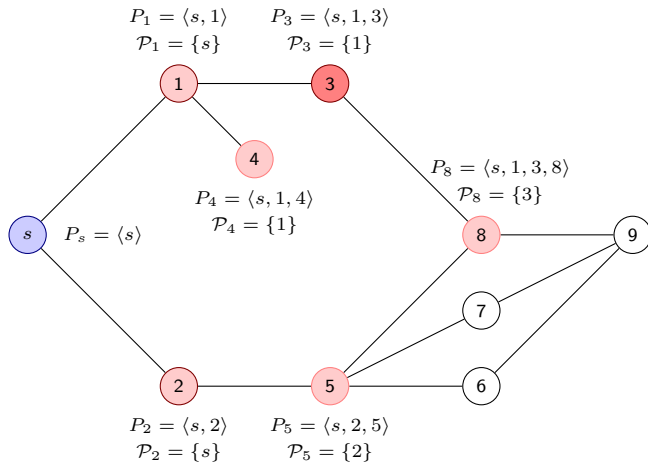 P₁ = ⟨s, 1⟩
𝒫₁ = {s}
P₃ = ⟨s, 1, 3⟩
𝒫₃ = {1}
1
3
4
P₄ = ⟨s, 1, 4⟩
𝒫₄ = {1}
P₈ = ⟨s, 1, 3, 8⟩
𝒫₈ = {3}
s
P_s = ⟨s⟩
8
9
7
2
5
6
P₂ = ⟨s, 2⟩
𝒫₂ = {s}
P₅ = ⟨s, 2, 5⟩
𝒫₅ = {2}